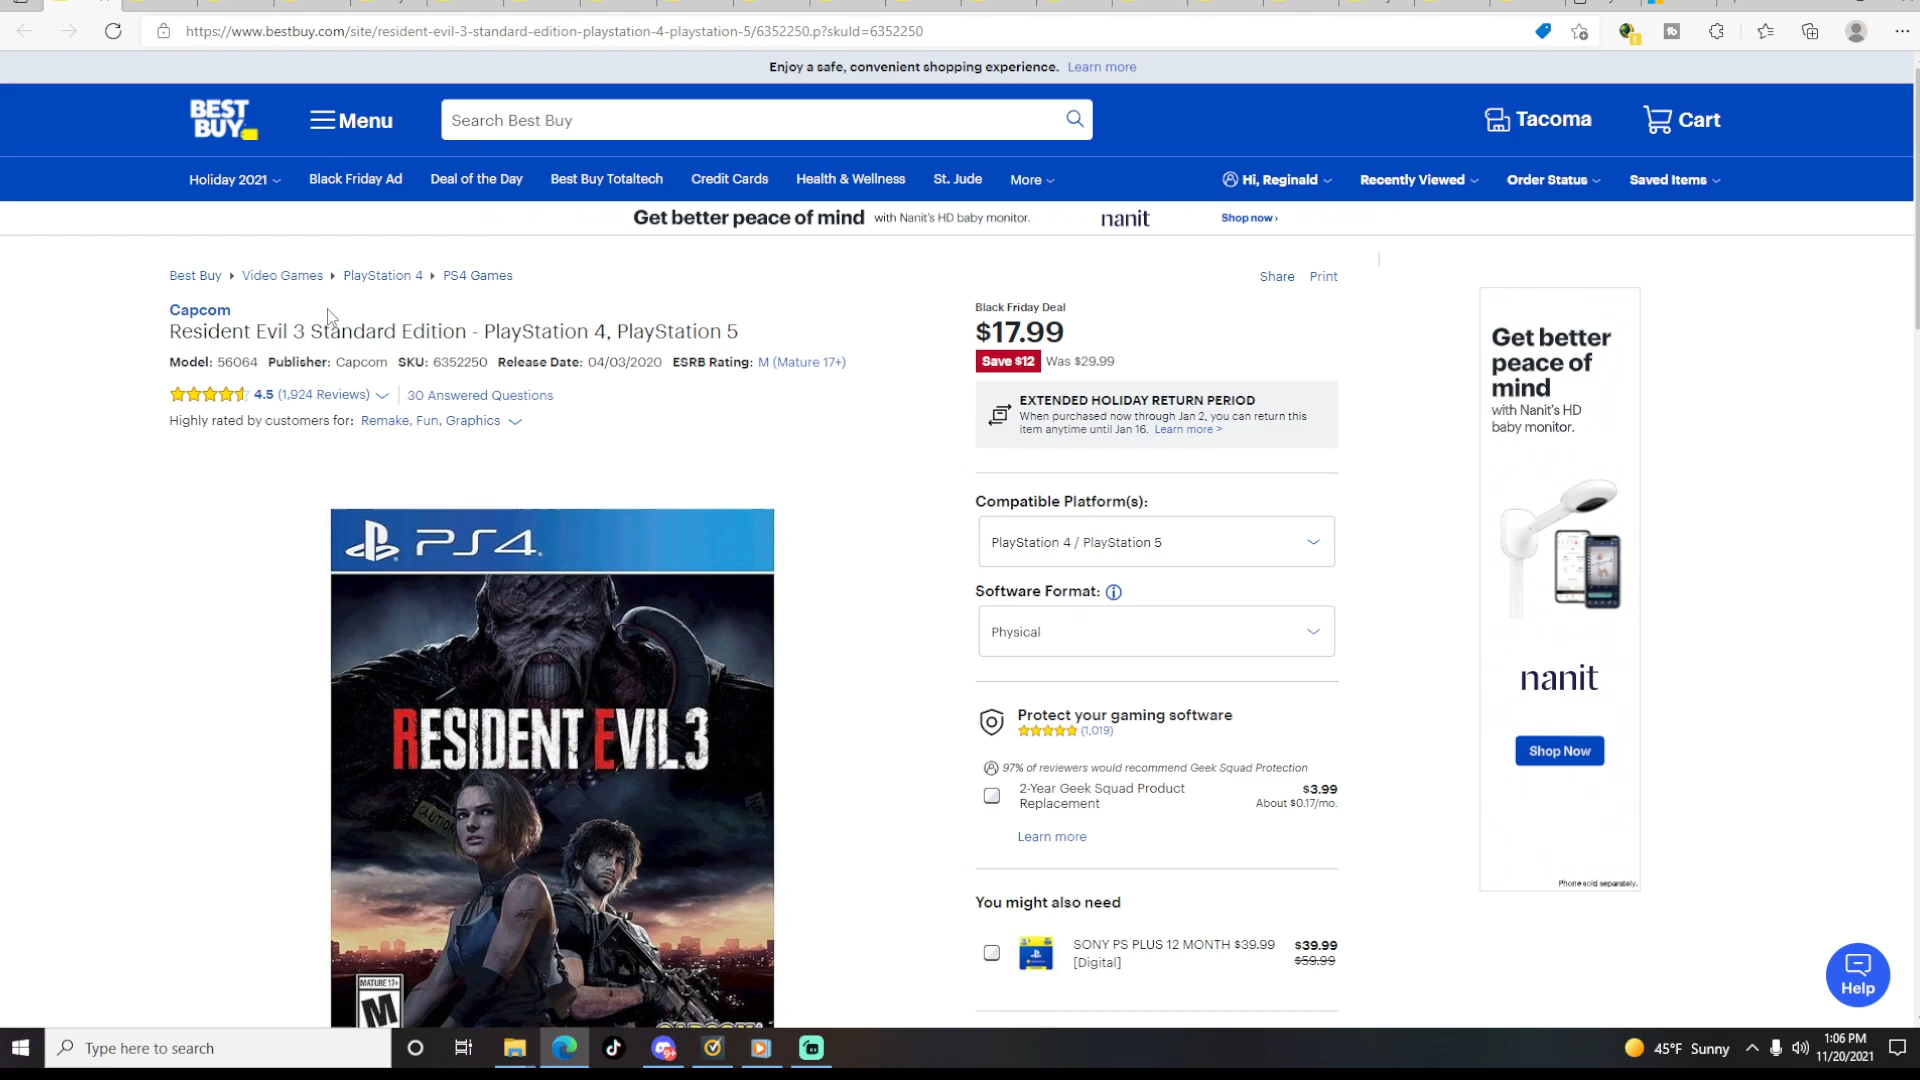 https://www.bestbuy.com/site/resident-evil-3-standard-edition-playstation-4-playstation-5/6352250.p?skuId=6352250
Enjoy a safe, convenient shopping experience. Learn more
BEST BUY
Menu
Search Best Buy
Tacoma
Cart
Holiday 2021
Black Friday Ad
Deal of the Day
Best Buy Totaltech
Credit Cards
Health & Wellness
St. Jude
More
Hi, Reginald
Recently Viewed
Order Status
Saved Items
Get better peace of mind with Nanit's HD baby monitor. nanit Shop now ›
Best Buy
Video Games
PlayStation 4
PS4 Games
Share Print
Capcom
Resident Evil 3 Standard Edition - PlayStation 4, PlayStation 5
Model: 56064 Publisher: Capcom SKU: 6352250 Release Date: 04/03/2020 ESRB Rating: M (Mature 17+)
4.5 (1,924 Reviews) 30 Answered Questions
Highly rated by customers for: Remake, Fun, Graphics
PS4
CAUTION
RESIDENT EVIL 3
MATURE 17+
M
CAPCOM
Black Friday Deal
$17.99
Save $12 Was $29.99
EXTENDED HOLIDAY RETURN PERIOD
When purchased now through Jan 2, you can return this
item anytime until Jan 16. Learn more >
Compatible Platform(s):
PlayStation 4 / PlayStation 5
Software Format:
Physical
Protect your gaming software
(1,019)
97% of reviewers would recommend Geek Squad Protection
2-Year Geek Squad Product $3.99
Replacement About $0.17/mo.
Learn more
You might also need
SONY PS PLUS 12 MONTH $39.99 $39.99
[Digital] $59.99
Get better
peace of
mind
with Nanit's HD
baby monitor.
nanit
Shop Now
Phone sold separately.
Help
Type here to search
9+
45°F Sunny
1:06 PM
11/20/2021